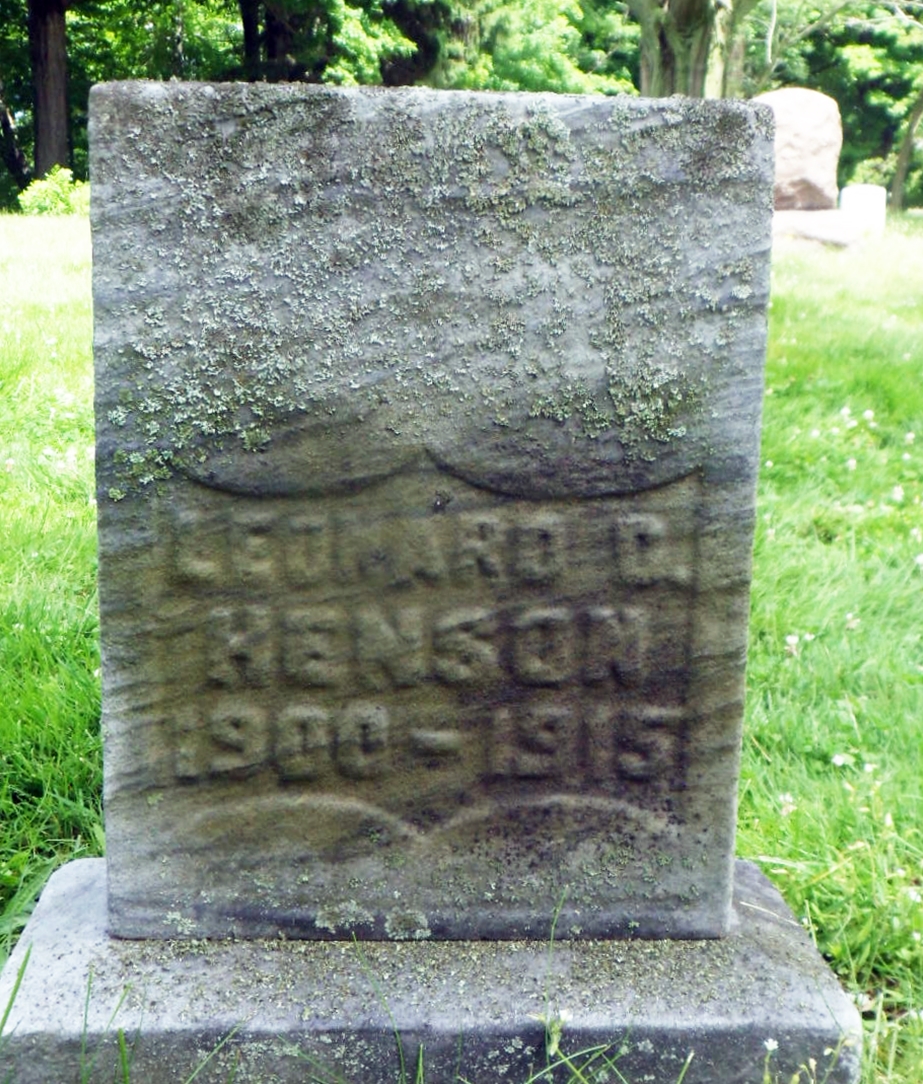 LEONARD D.
HENSON
1900 - 1915